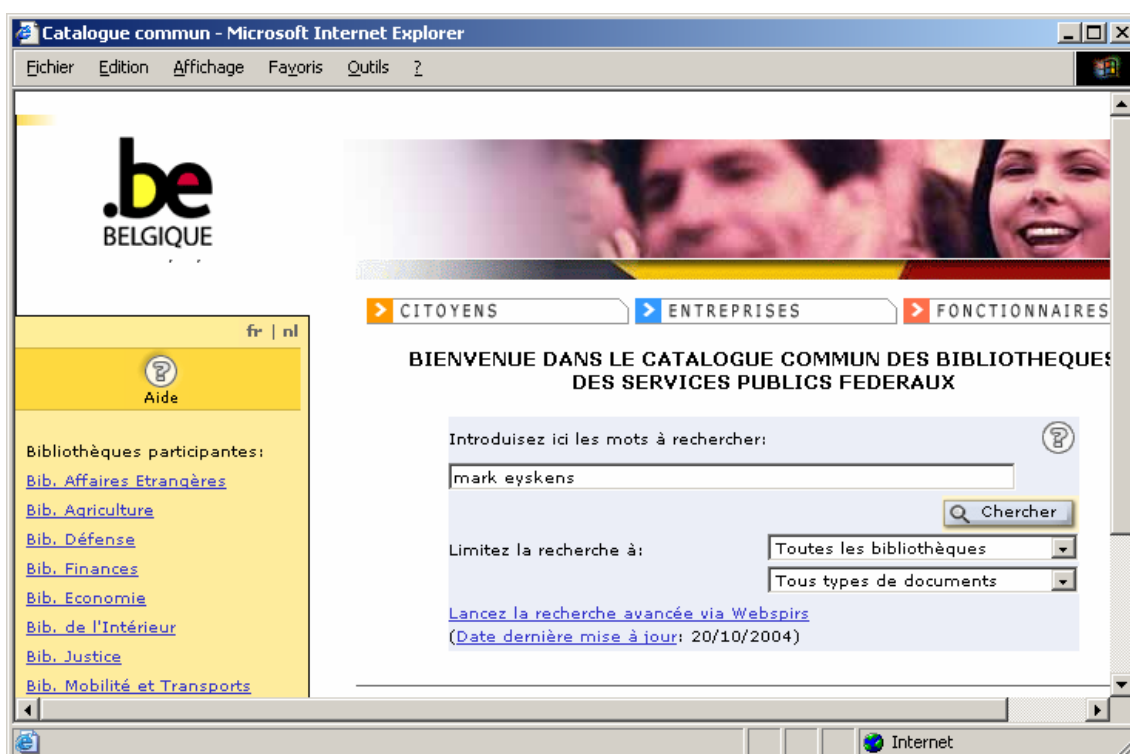 Catalogue commun - Microsoft Internet Explorer
Fichier Edition Affichage Favoris Outils ?
.be
BELGIQUE
CITOYENS ENTREPRISES FONCTIONNAIRES
fr | nl
Aide
Bibliothèques participantes:
Bib. Affaires Etrangères
Bib. Agriculture
Bib. Défense
Bib. Finances
Bib. Economie
Bib. de l'Intérieur
Bib. Justice
Bib. Mobilité et Transports
BIENVENUE DANS LE CATALOGUE COMMUN DES BIBLIOTHEQUES
DES SERVICES PUBLICS FEDERAUX
Introduisez ici les mots à rechercher:
mark eyskens
Chercher
Limitez la recherche à: Toutes les bibliothèques
Tous types de documents
Lancez la recherche avancée via Webspirs
(Date dernière mise à jour: 20/10/2004)
Internet